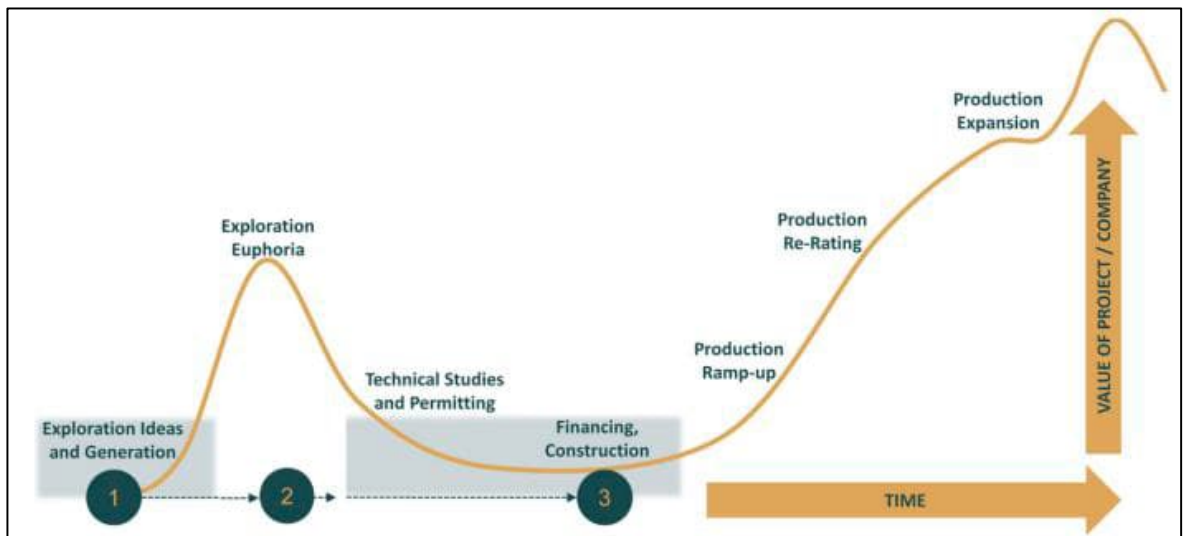 Exploration Ideas
and Generation
1
Exploration
Euphoria
2
Technical Studies
and Permitting
Financing,
Construction
3
Production
Ramp-up
Production
Re-Rating
Production
Expansion
VALUE OF PROJECT / COMPANY
TIME